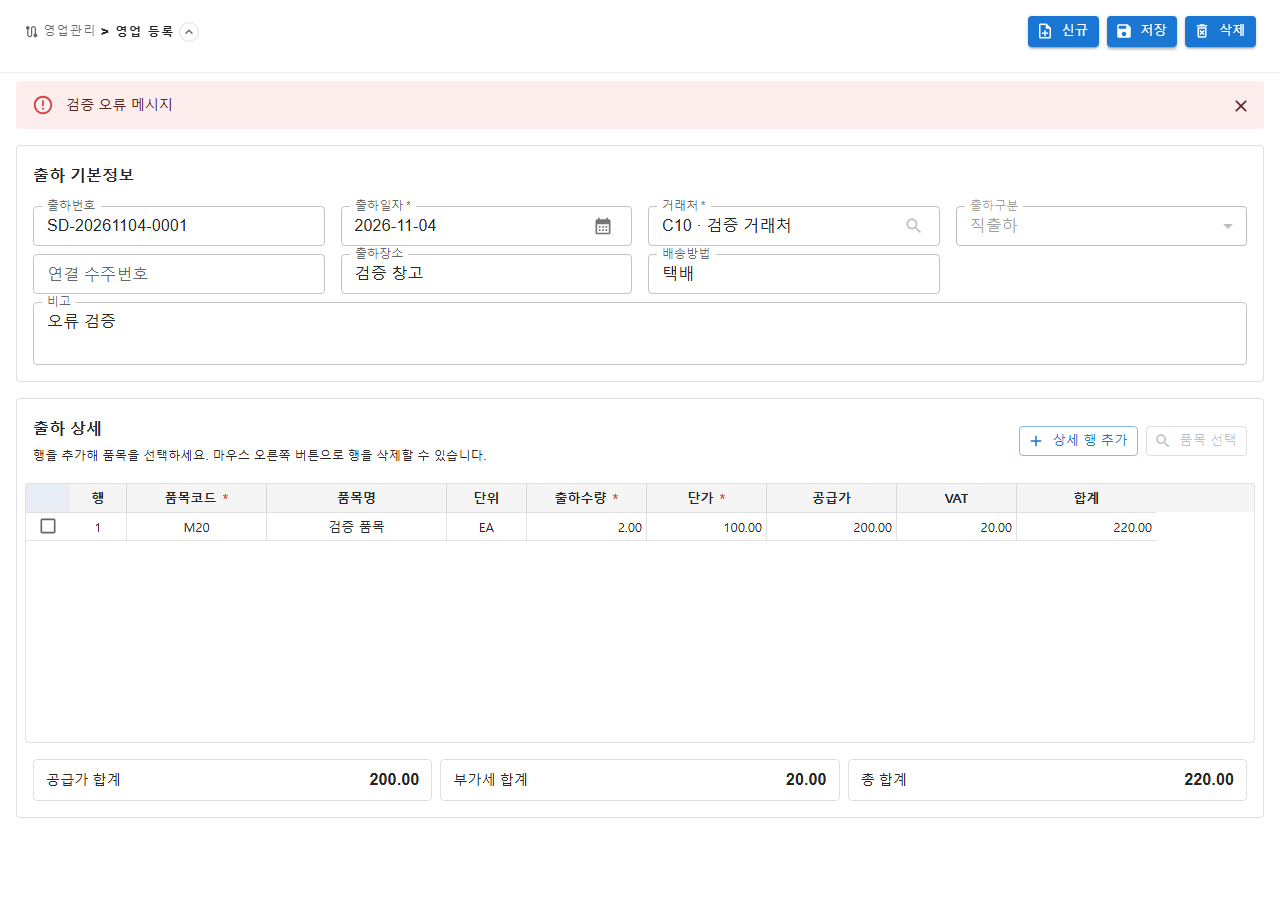 영업관리 > 영업 등록
신규 저장 삭제
검증 오류 메시지
출하 기본정보
출하번호 출하일자 * 거래처 * 출하구분
SD-20261104-0001 2026-11-04 C10 · 검증 거래처 직출하
출하장소 배송방법
연결 수주번호 검증 창고 택배
비고
오류 검증
출하 상세
상세 행 추가 품목 선택
행을 추가해 품목을 선택하세요. 마우스 오른쪽 버튼으로 행을 삭제할 수 있습니다.
행 품목코드 * 품목명 단위 출하수량 * 단가 * 공급가 VAT 합계
1 M20 검증 품목 EA 2.00 100.00 200.00 20.00 220.00
공급가 합계 200.00 부가세 합계 20.00 총 합계 220.00